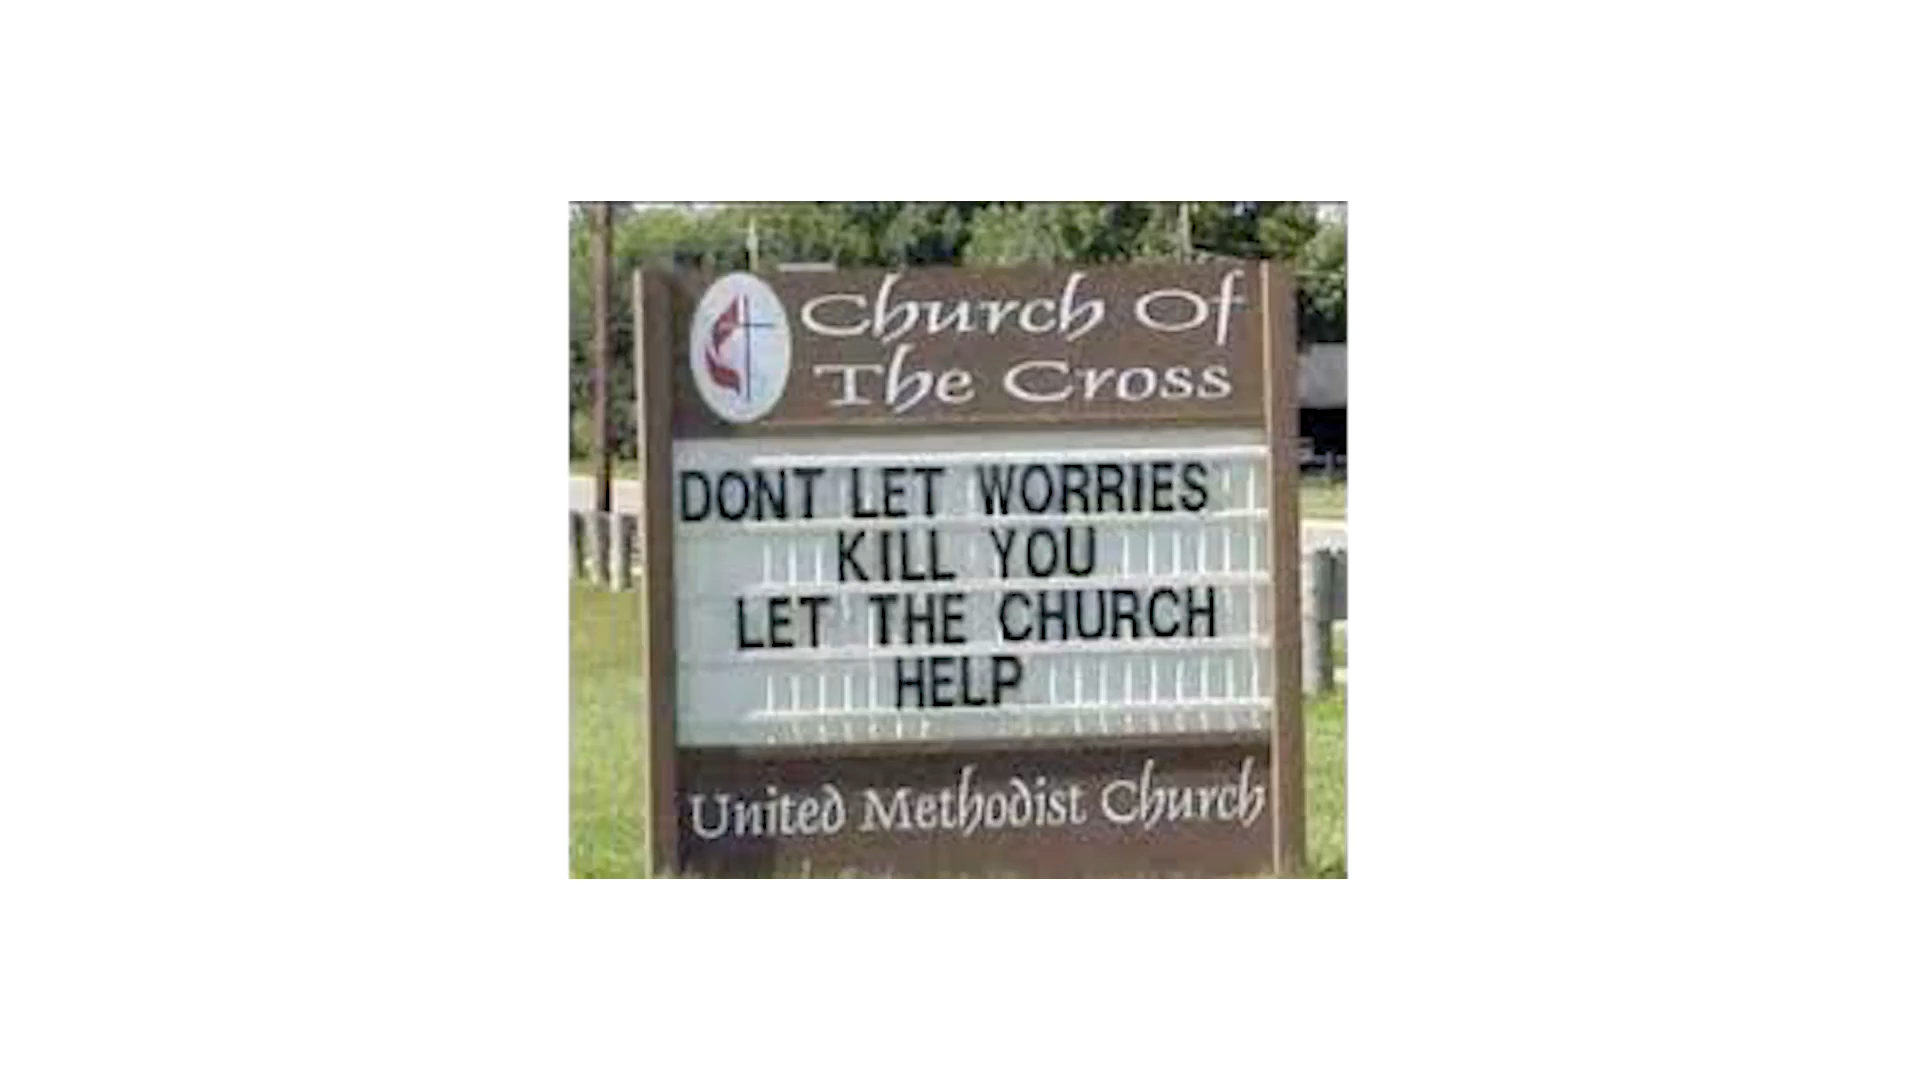 Church Of
The Cross
DONT LET WORRIES
KILL YOU
LET THE CHURCH
HELP
United Methodist Church